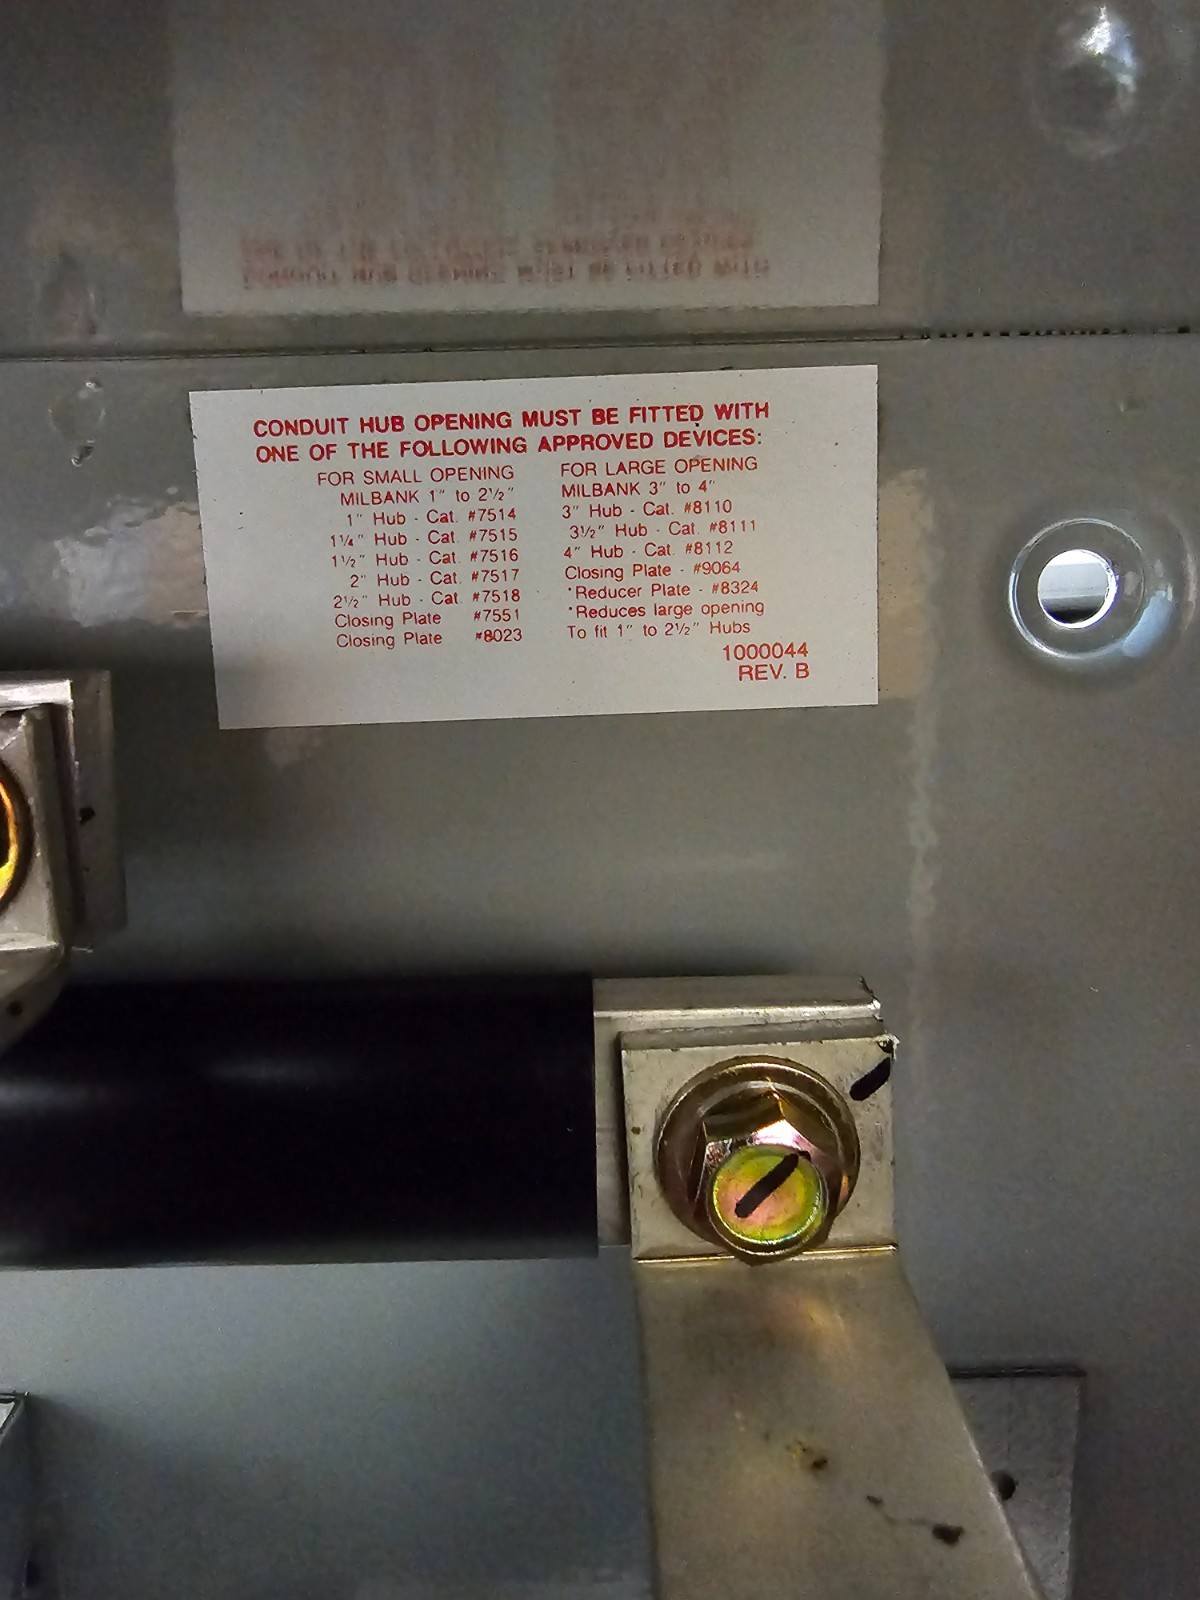 CONDUIT HUB OPENING MUST BE FITTED WITH
ONE OF THE FOLLOWING APPROVED DEVICES:
FOR SMALL OPENING
MILBANK 1" to 2½"
1" Hub - Cat. #7514
1¼" Hub - Cat. #7515
1½" Hub - Cat. #7516
2" Hub - Cat. #7517
2½" Hub - Cat. #7518
Closing Plate #7551
Closing Plate #8023
FOR LARGE OPENING
MILBANK 3" to 4"
3" Hub - Cat. #8110
3½" Hub - Cat. #8111
4" Hub - Cat. #8112
Closing Plate - #9064
*Reducer Plate - #8324
*Reduces large opening
To fit 1" to 2½" Hubs
1000044
REV. B